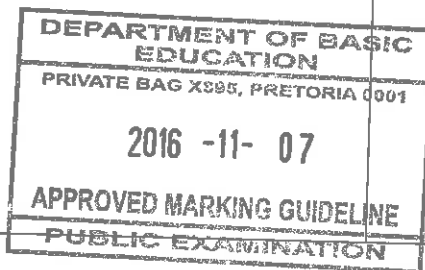 DEPARTMENT OF BASIC
EDUCATION
PRIVATE BAG X895, PRETORIA 0001
2016 -11- 07
APPROVED MARKING GUIDELINE
PUBLIC EXAMINATION